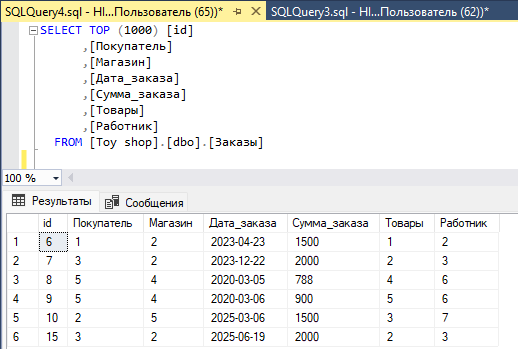 SQLQuery4.sql - HI...Пользователь (65))* SQLQuery3.sql - HI...Пользователь (62))*
SELECT TOP (1000) [id]
,[Покупатель]
,[Магазин]
,[Дата_заказа]
,[Сумма_заказа]
,[Товары]
,[Работник]
FROM [Toy shop].[dbo].[Заказы]
100 %
Результаты Сообщения
id Покупатель Магазин Дата_заказа Сумма_заказа Товары Работник
1 6 1 2 2023-04-23 1500 1 2
2 7 3 2 2023-12-22 2000 2 3
3 8 5 4 2020-03-05 788 4 6
4 9 5 4 2020-03-06 900 5 6
5 10 2 5 2025-03-06 1500 3 7
6 15 3 2 2025-06-19 2000 2 3